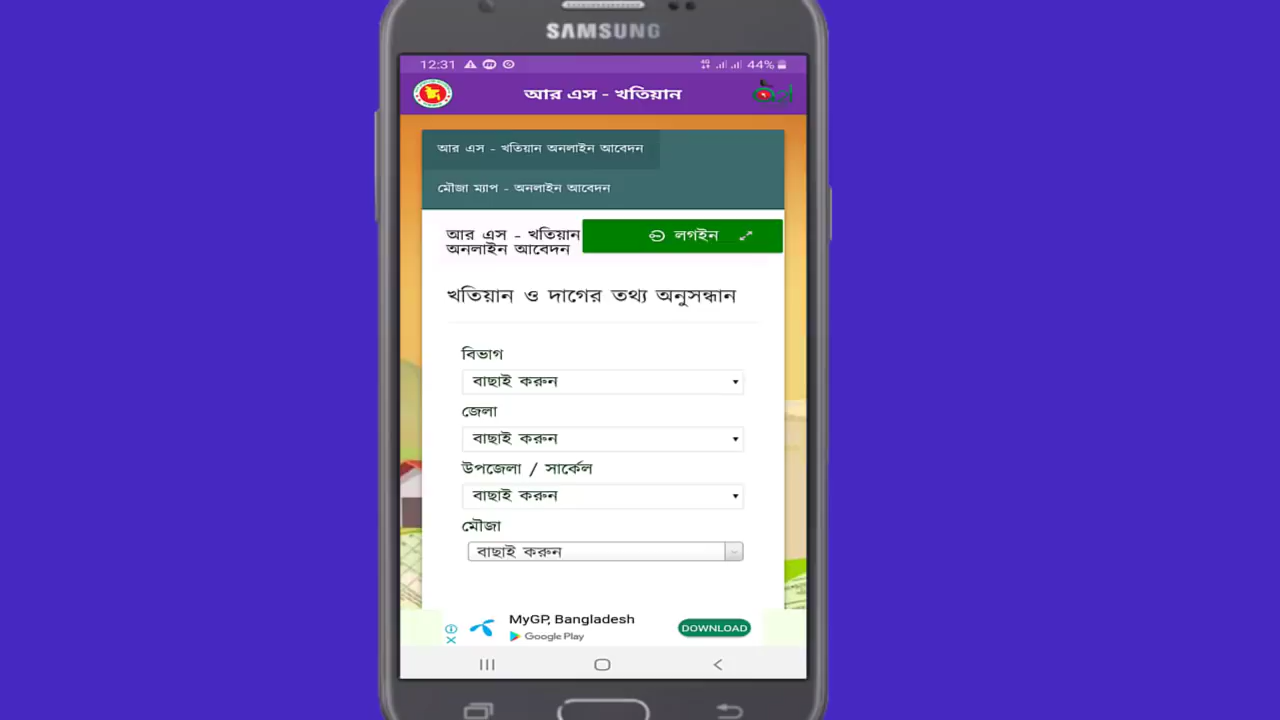 SAMSUNG
12:31
44%
আর এস - খতিয়ান
আর এস - খতিয়ান অনলাইন আবেদন
মৌজা ম্যাপ - অনলাইন আবেদন
আর এস - খতিয়ান
অনলাইন আবেদন
লগইন
খতিয়ান ও দাগের তথ্য অনুসন্ধান
বিভাগ
বাছাই করুন
জেলা
বাছাই করুন
উপজেলা / সার্কেল
বাছাই করুন
মৌজা
বাছাই করুন
MyGP, Bangladesh
Google Play
DOWNLOAD